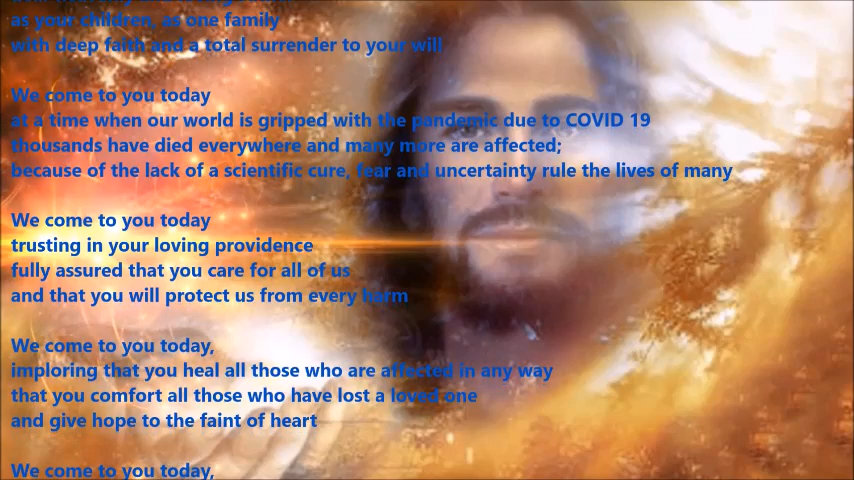 as your children, as one family
with deep faith and a total surrender to your will
We come to you today
at a time when our world is gripped with the pandemic due to COVID 19
thousands have died everywhere and many more are affected;
because of the lack of a scientific cure, fear and uncertainty rule the lives of many
We come to you today
trusting in your loving providence
fully assured that you care for all of us
and that you will protect us from every harm
We come to you today,
imploring that you heal all those who are affected in any way
that you comfort all those who have lost a loved one
and give hope to the faint of heart
We come to you today,